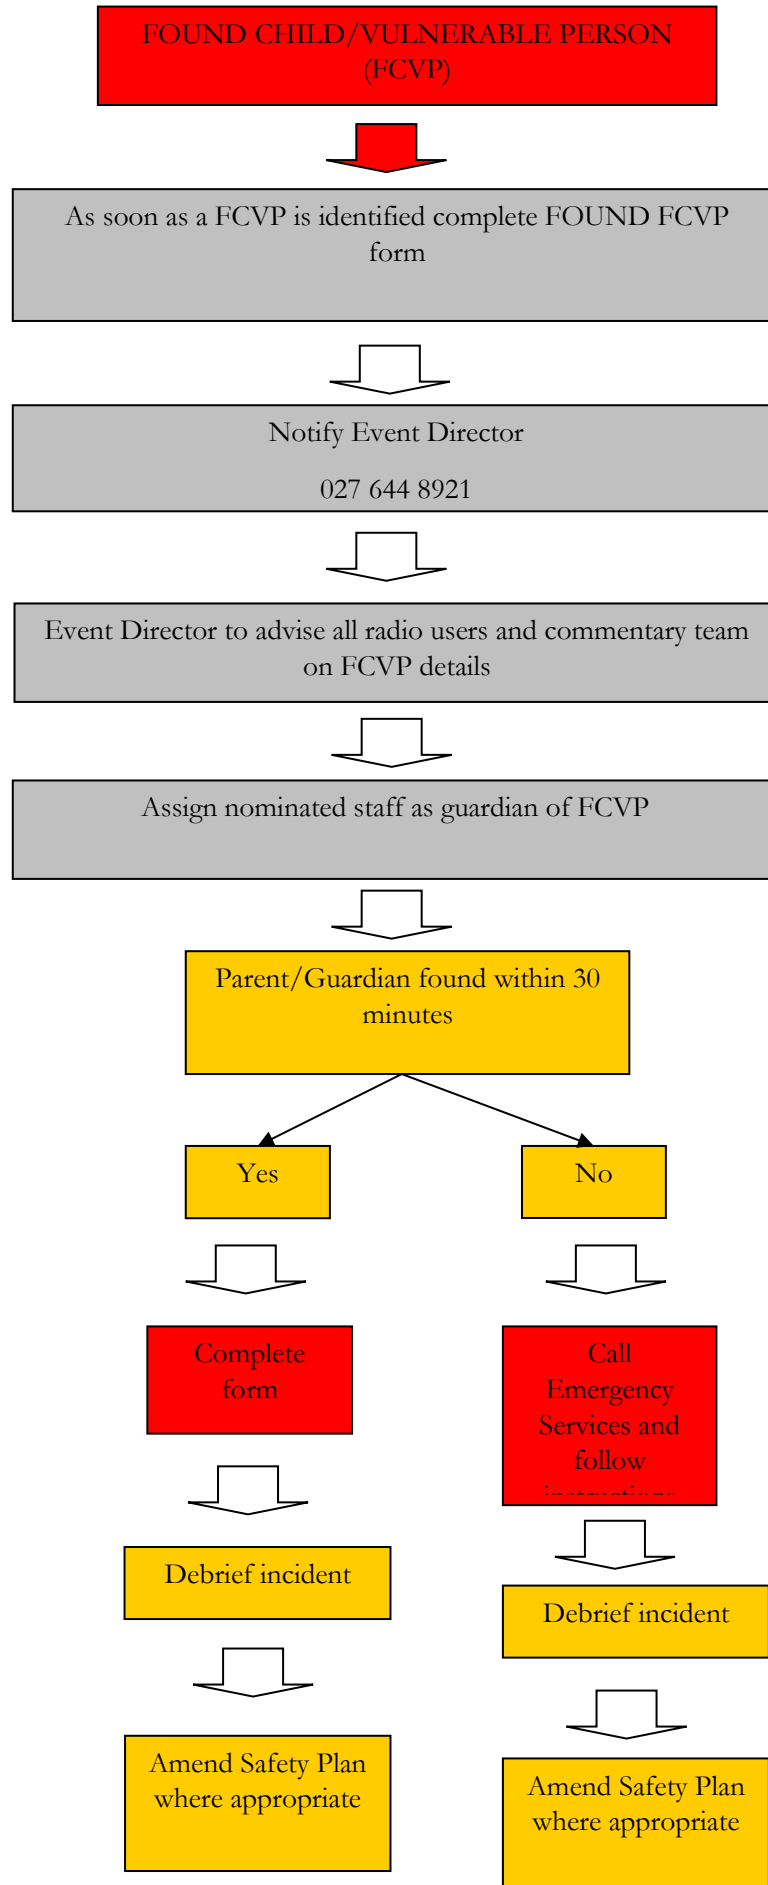 FOUND CHILD/VULNERABLE PERSON
(FCVP)
As soon as a FCVP is identified complete FOUND FCVP
form
Notify Event Director
027 644 8921
Event Director to advise all radio users and commentary team
on FCVP details
Assign nominated staff as guardian of FCVP
Parent/Guardian found within 30
minutes
Yes
No
Complete
form
Call
Emergency
Services and
follow
instructions
Debrief incident
Debrief incident
Amend Safety Plan
where appropriate
Amend Safety Plan
where appropriate